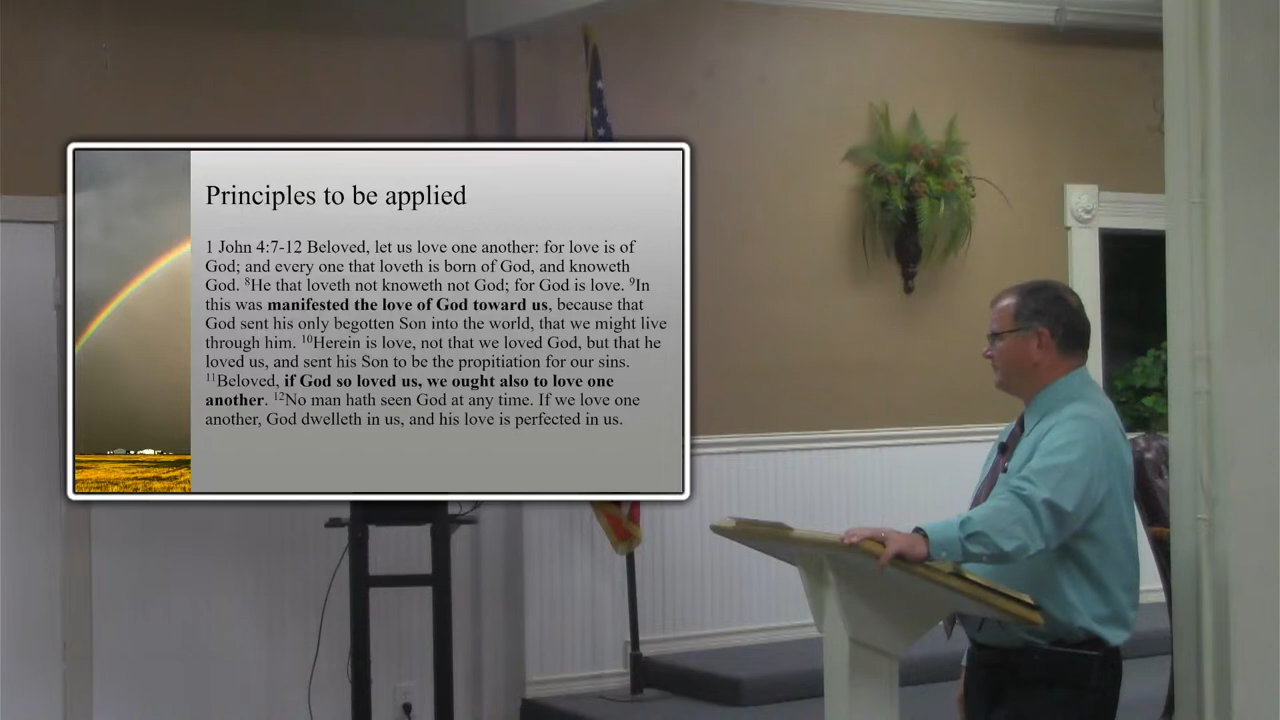 Principles to be applied
1 John 4:7-12 Beloved, let us love one another: for love is of
God; and every one that loveth is born of God, and knoweth
God. ⁸He that loveth not knoweth not God; for God is love. ⁹In
this was manifested the love of God toward us, because that
God sent his only begotten Son into the world, that we might live
through him. ¹⁰Herein is love, not that we loved God, but that he
loved us, and sent his Son to be the propitiation for our sins.
¹¹Beloved, if God so loved us, we ought also to love one
another. ¹²No man hath seen God at any time. If we love one
another, God dwelleth in us, and his love is perfected in us.